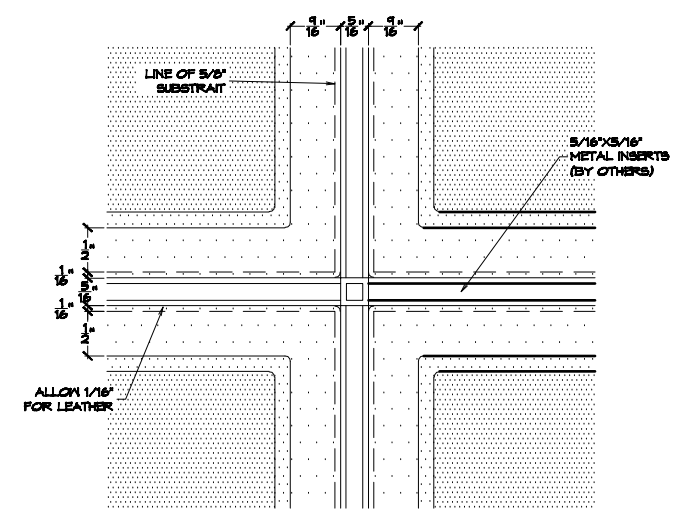 9/16" 5/16" 9/16"
LINE OF 5/8"
SUBSTRAIT
5/16"X5/16"
METAL INSERTS
(BY OTHERS)
1/2"
1/16"
5/16"
1/16"
1/2"
ALLOW 1/16"
FOR LEATHER